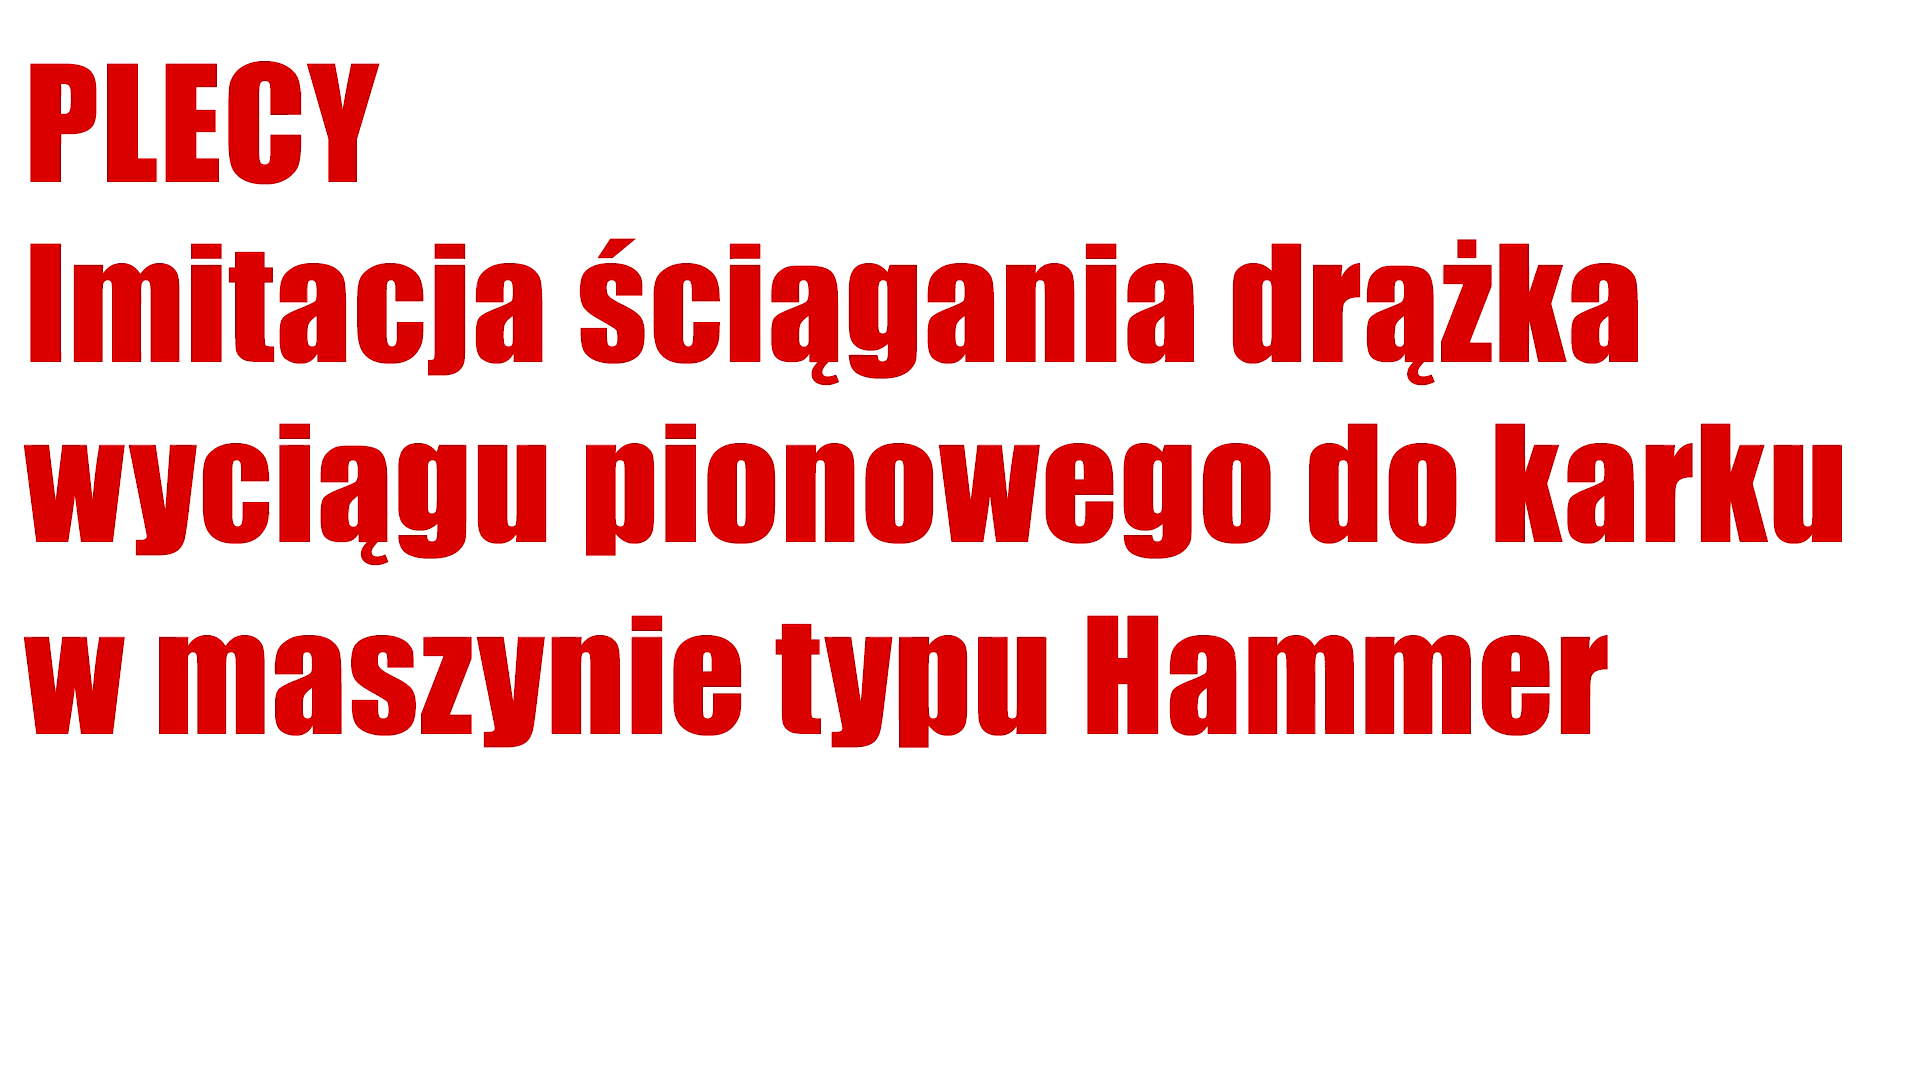 PLECY
Imitacja ściągania drążka
wyciągu pionowego do karku
w maszynie typu Hammer